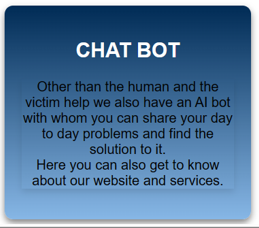 CHAT BOT
Other than the human and the
victim help we also have an AI bot
with whom you can share your day
to day problems and find the
solution to it.
Here you can also get to know
about our website and services.